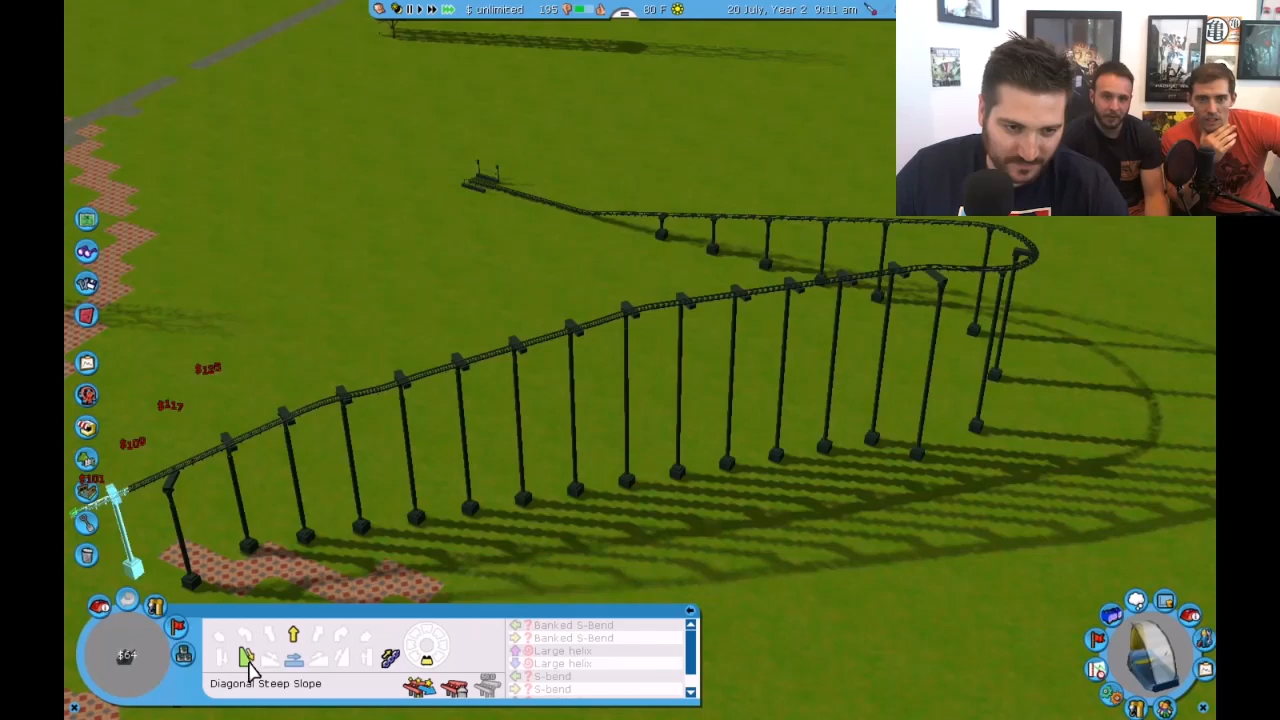 $ unlimited 195 80 F 20 July, Year 2 9:11 am
$125
$117
$109
$101
$64
Diagonal Steep Slope
Banked S-Bend
Banked S-Bend
Large helix
Large helix
S-bend
S-bend